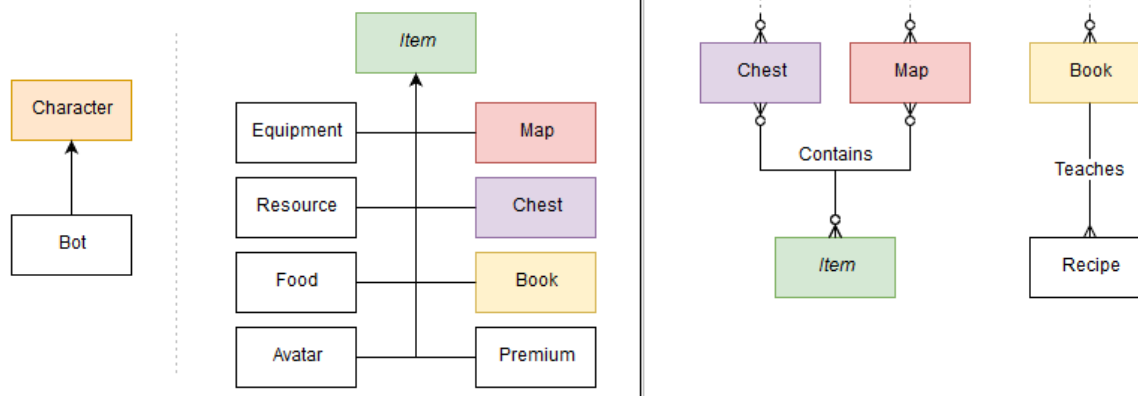 Character
Bot
Item
Equipment
Map
Resource
Chest
Food
Book
Avatar
Premium
Chest
Map
Book
Contains
Teaches
Item
Recipe